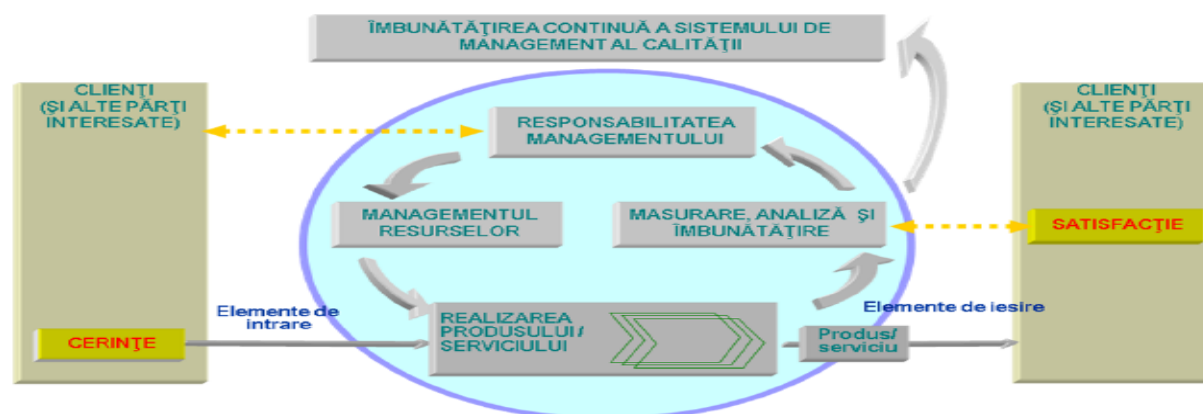 ÎMBUNĂTĂŢIREA CONTINUĂ A SISTEMULUI DE
MANAGEMENT AL CALITĂŢII
CLIENŢI
(ŞI ALTE PĂRŢI
INTERESATE)
CLIENŢI
(ŞI ALTE PĂRŢI
INTERESATE)
RESPONSABILITATEA
MANAGEMENTULUI
MANAGEMENTUL
RESURSELOR
MASURARE, ANALIZĂ ŞI
ÎMBUNĂTĂŢIRE
SATISFACŢIE
Elemente de
intrare
Elemente de iesire
CERINŢE
REALIZAREA
PRODUSULUI/
SERVICIULUI
Produs/
serviciu